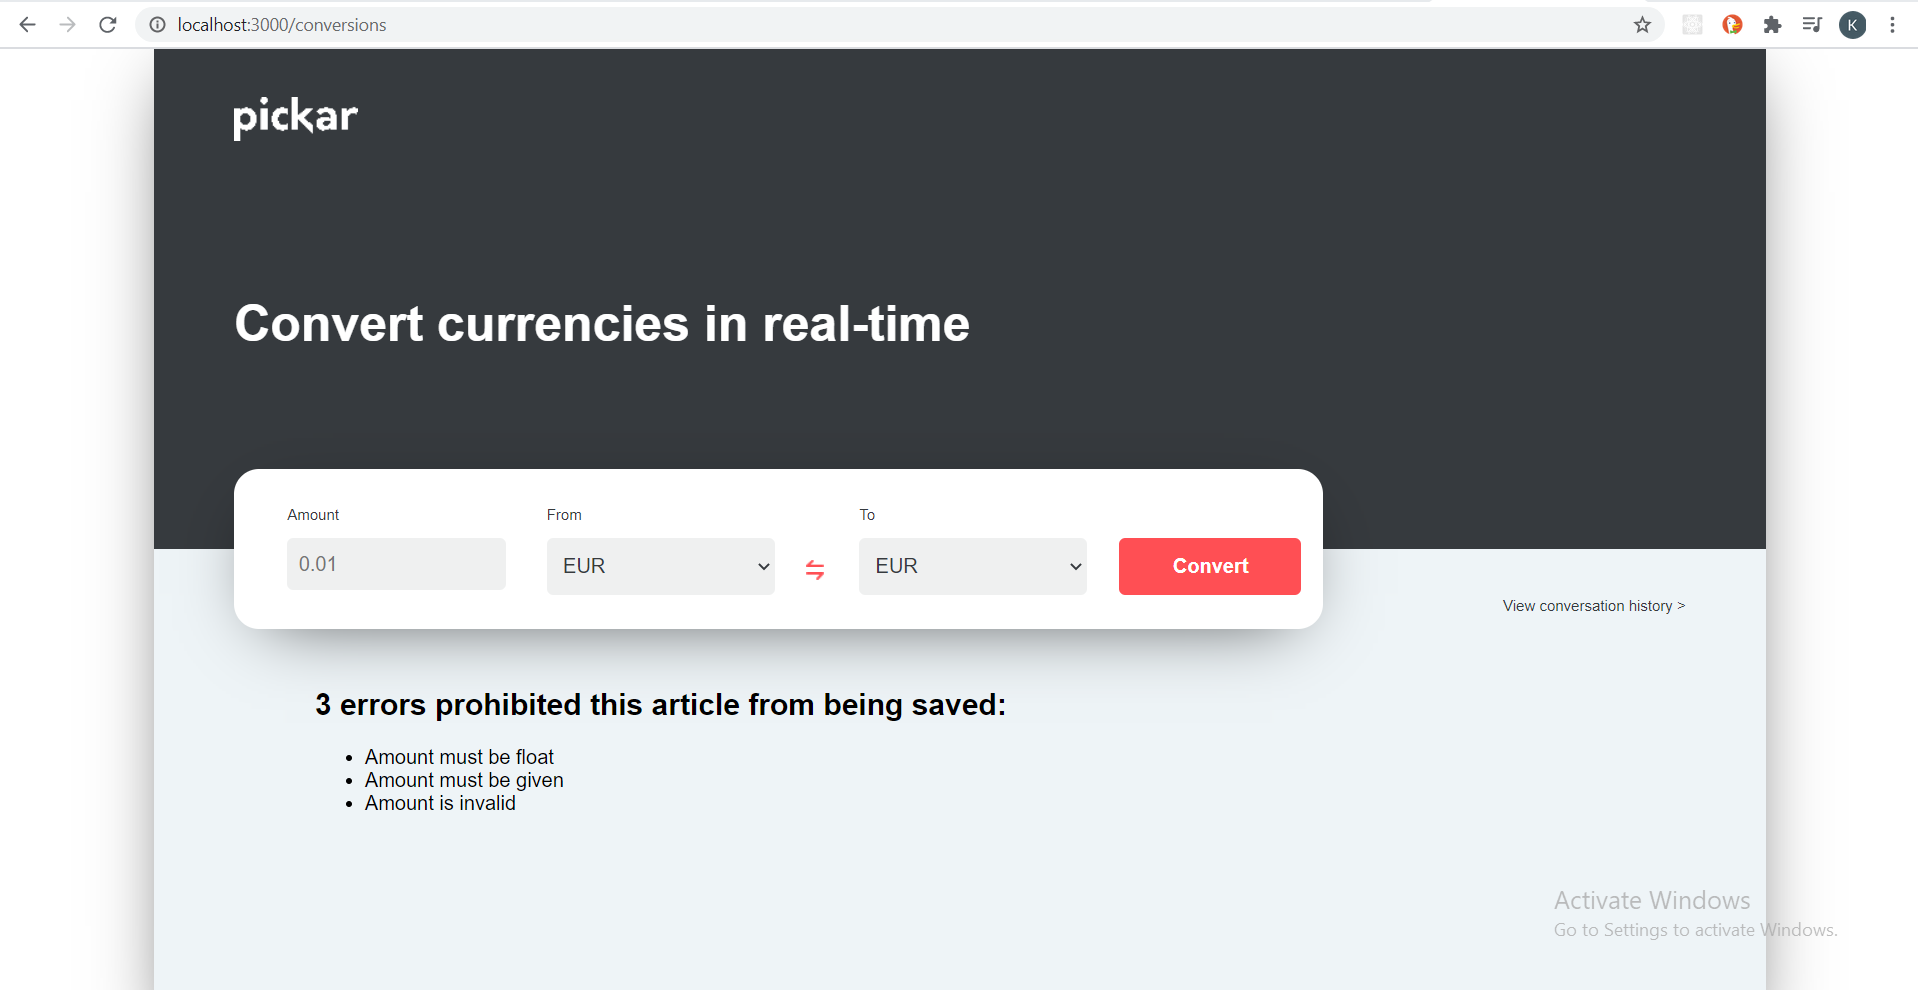 localhost:3000/conversions
K
pickar
Convert currencies in real-time
Amount From To
0.01 EUR EUR Convert
View conversation history >
3 errors prohibited this article from being saved:
• Amount must be float
• Amount must be given
• Amount is invalid
Activate Windows
Go to Settings to activate Windows.